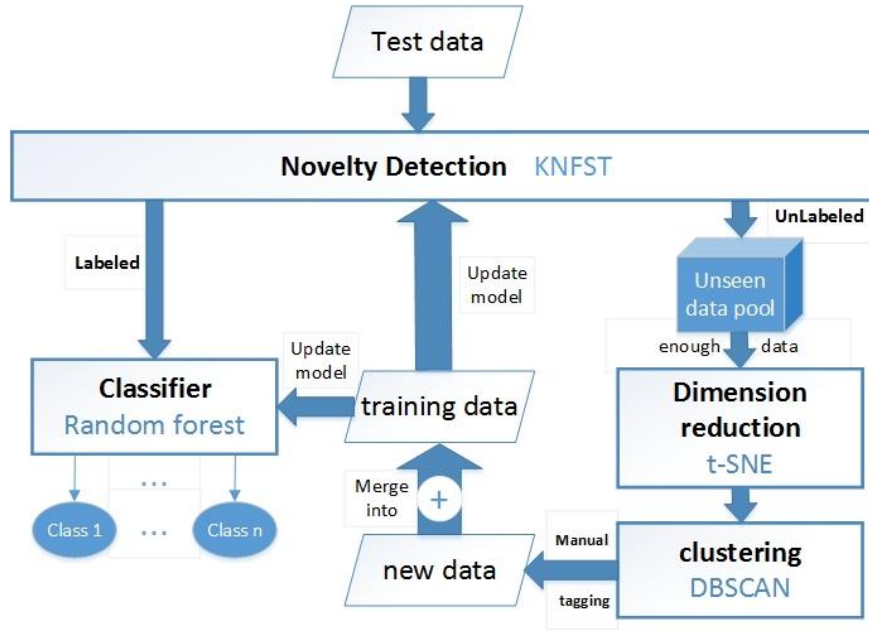 Test data
Novelty Detection KNFST
Labeled
UnLabeled
Update
model
Unseen
data pool
enough data
Update
model
Classifier
Random forest
training data
Dimension
reduction
t-SNE
...
Merge
into
+
Class 1
...
Class n
new data
Manual
tagging
clustering
DBSCAN